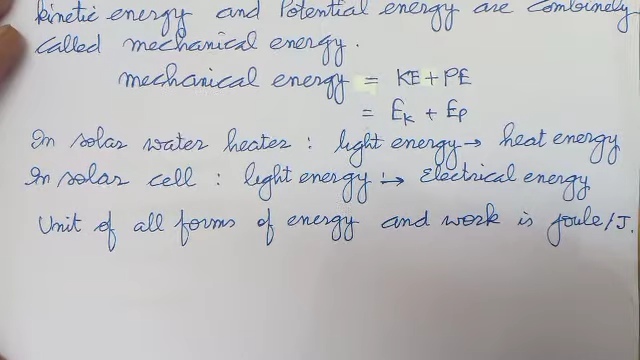 kinetic energy and Potential energy are combinely
called mechanical energy.
mechanical energy = KE + PE
= EK + EP
In solar water heater : light energy → heat energy
In solar cell : light energy → Electrical energy
Unit of all forms of energy and work is joule/J.